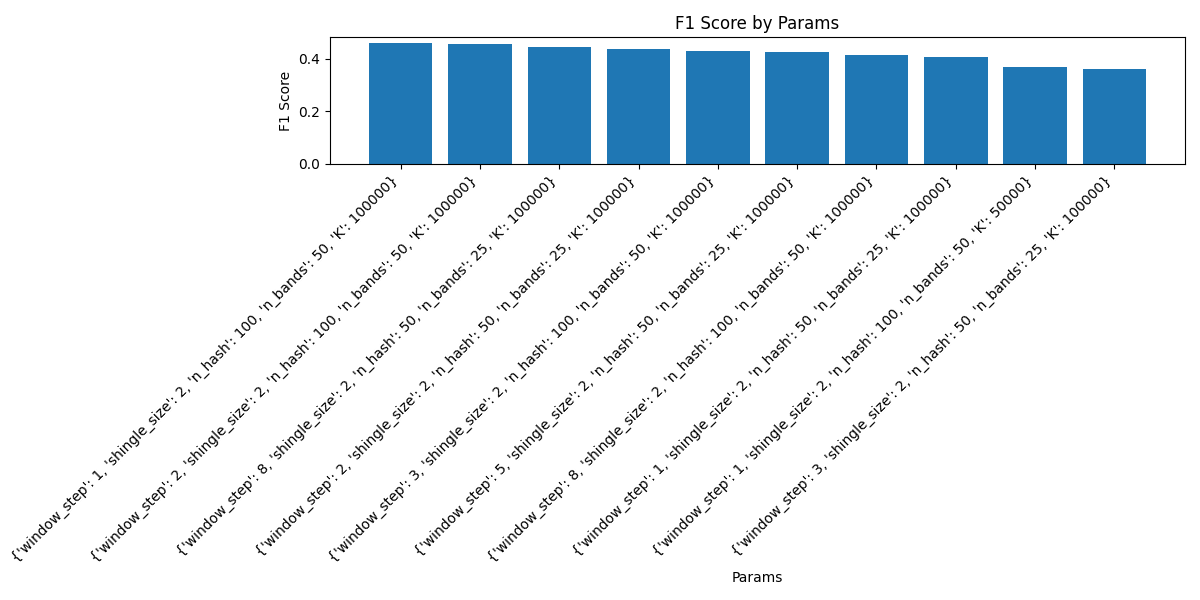 F1 Score by Params
F1 Score
0.4
0.2
0.0
{'window_step': 1, 'shingle_size': 2, 'n_hash': 100, 'n_bands': 50, 'K': 100000}
{'window_step': 2, 'shingle_size': 2, 'n_hash': 100, 'n_bands': 50, 'K': 100000}
{'window_step': 8, 'shingle_size': 2, 'n_hash': 50, 'n_bands': 25, 'K': 100000}
{'window_step': 2, 'shingle_size': 2, 'n_hash': 50, 'n_bands': 25, 'K': 100000}
{'window_step': 3, 'shingle_size': 2, 'n_hash': 100, 'n_bands': 50, 'K': 100000}
{'window_step': 5, 'shingle_size': 2, 'n_hash': 50, 'n_bands': 25, 'K': 100000}
{'window_step': 8, 'shingle_size': 2, 'n_hash': 100, 'n_bands': 50, 'K': 100000}
{'window_step': 1, 'shingle_size': 2, 'n_hash': 50, 'n_bands': 25, 'K': 100000}
{'window_step': 1, 'shingle_size': 2, 'n_hash': 100, 'n_bands': 50, 'K': 50000}
{'window_step': 3, 'shingle_size': 2, 'n_hash': 50, 'n_bands': 25, 'K': 100000}
Params